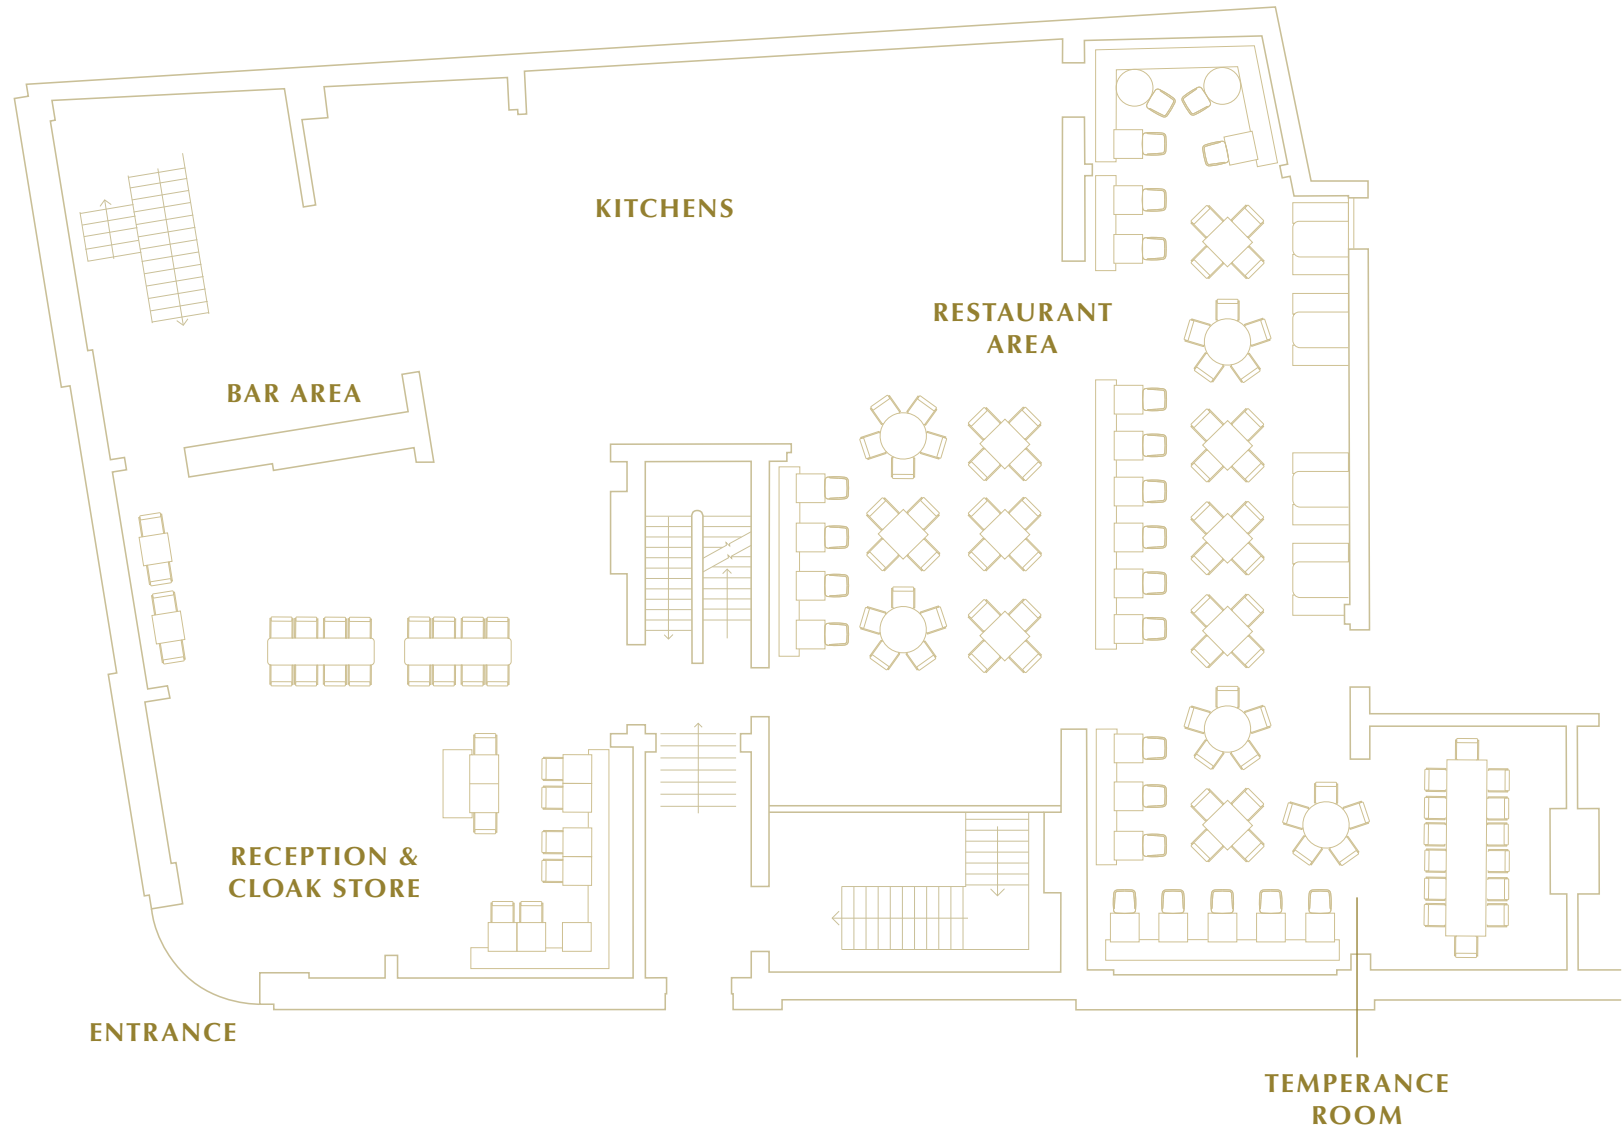 KITCHENS
RESTAURANT
AREA
BAR AREA
RECEPTION &
CLOAK STORE
ENTRANCE
TEMPERANCE
ROOM